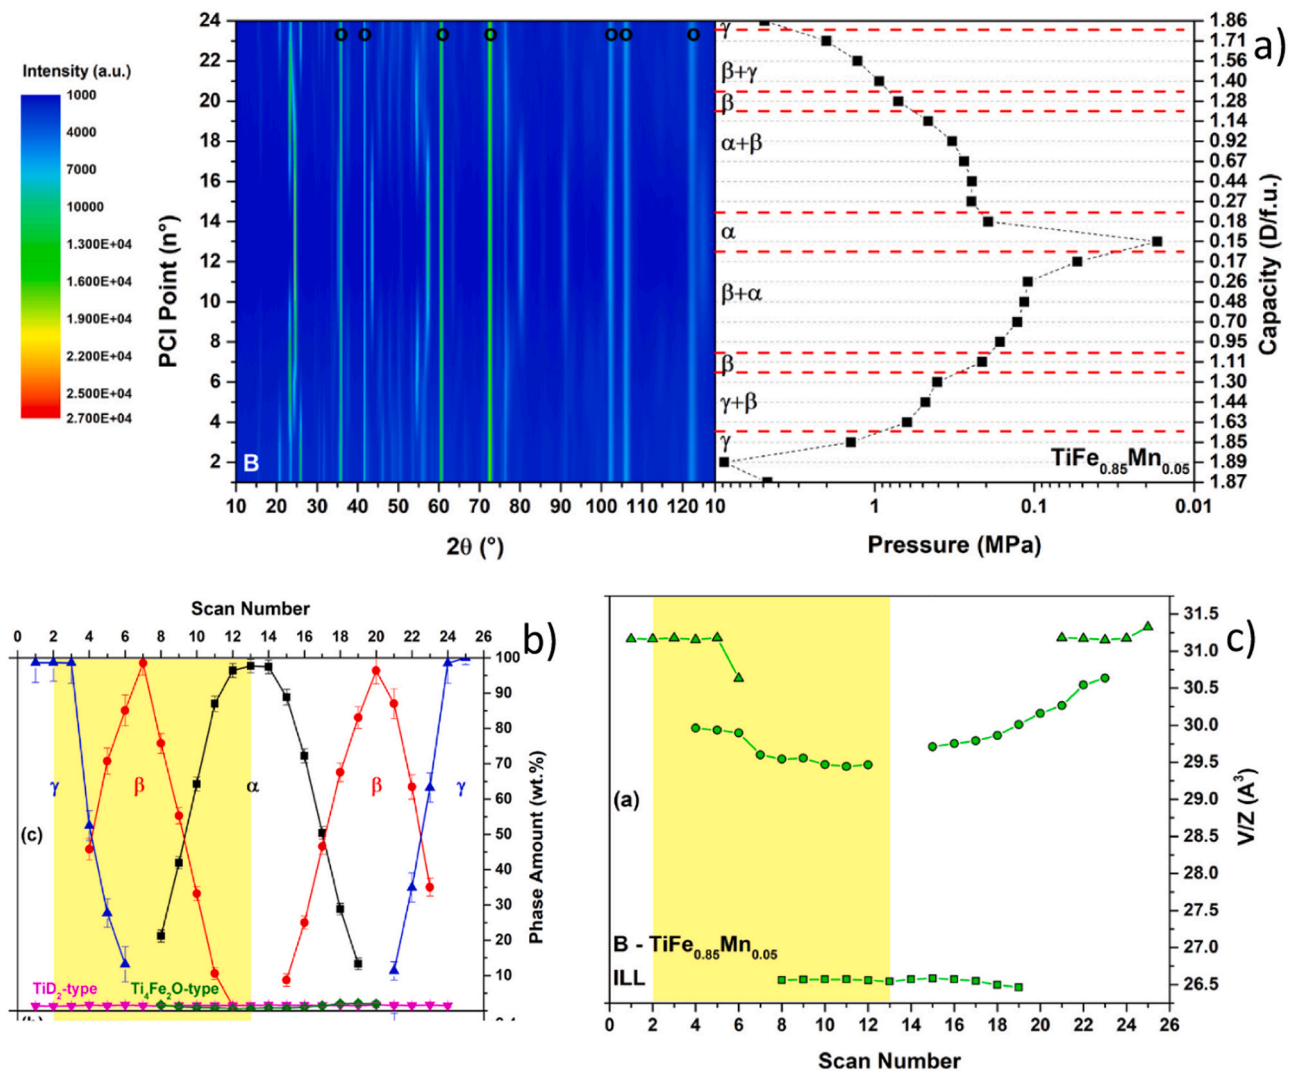 a)
Intensity (a.u.)
1000
4000
7000
10000
1.300E+04
1.600E+04
1.900E+04
2.200E+04
2.500E+04
2.700E+04
PCI Point (n°)
24
22
20
18
16
14
12
10
8
6
4
2
O O O O O O O
B
10 20 30 40 50 60 70 80 90 100 110 120
2θ (°)
γ
β+γ
β
α+β
α
β+α
β
γ+β
γ
TiFe0.85Mn0.05
10 1 0.1 0.01
Pressure (MPa)
1.86
1.71
1.56
1.40
1.28
1.14
0.92
0.67
0.44
0.27
0.18
0.15
0.17
0.26
0.48
0.70
0.95
1.11
1.30
1.44
1.63
1.85
1.89
1.87
Capacity (D/f.u.)
b)
Scan Number
0 2 4 6 8 10 12 14 16 18 20 22 24 26
100
90
80
70
60
50
40
30
20
10
Phase Amount (wt.%)
γ β α β γ
(c)
TiD2-type Ti4Fe2O-type
c)
31.5
31.0
30.5
30.0
29.5
29.0
28.5
28.0
27.5
27.0
26.5
V/Z (A³)
(a)
B - TiFe0.85Mn0.05
ILL
0 2 4 6 8 10 12 14 16 18 20 22 24 26
Scan Number